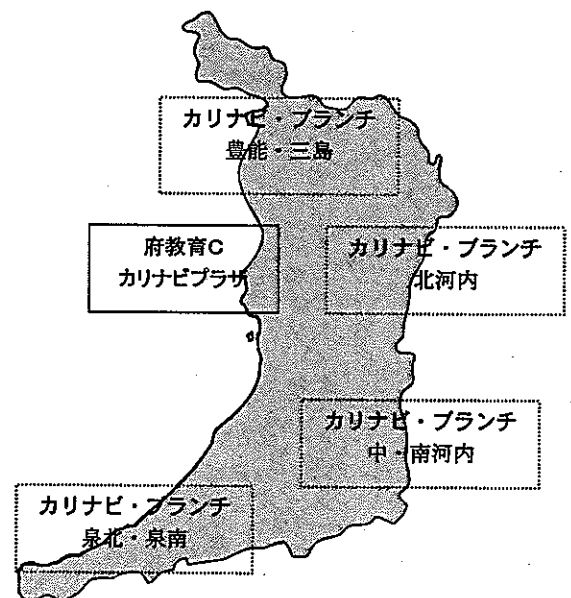 カリナビ・ブランチ
豊能・三島
府教育C
カリナビプラザ
カリナビ・ブランチ
北河内
カリナビ・ブランチ
中・南河内
カリナビ・ブランチ
泉北・泉南